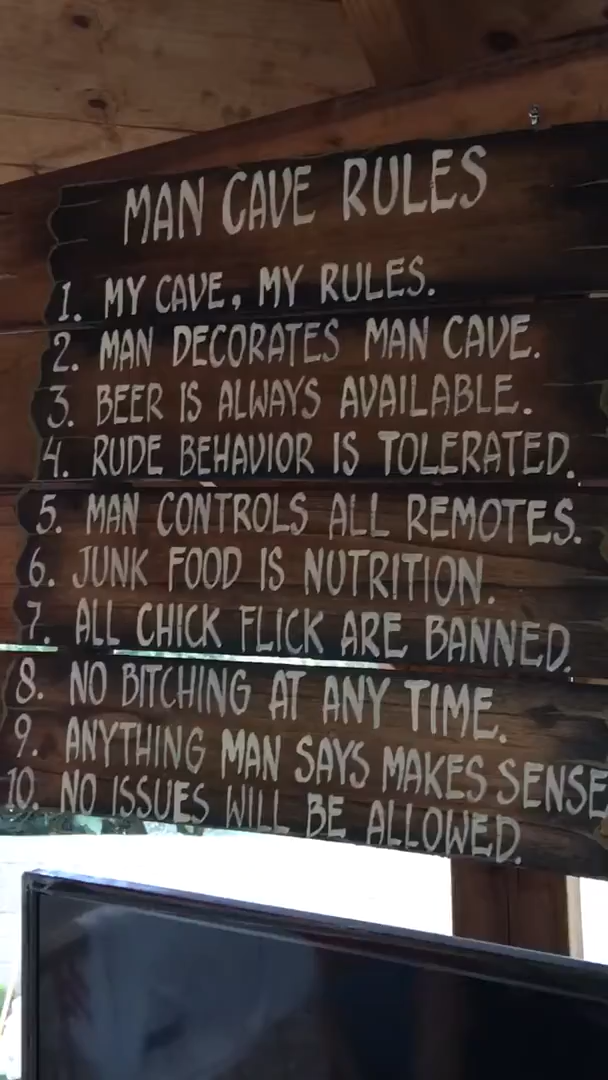 MAN CAVE RULES
1. MY CAVE, MY RULES.
2. MAN DECORATES MAN CAVE.
3. BEER IS ALWAYS AVAILABLE.
4. RUDE BEHAVIOR IS TOLERATED.
5. MAN CONTROLS ALL REMOTES.
6. JUNK FOOD IS NUTRITION.
7. ALL CHICK FLICK ARE BANNED.
8. NO BITCHING AT ANY TIME.
9. ANYTHING MAN SAYS MAKES SENSE
10. NO ISSUES WILL BE ALLOWED.